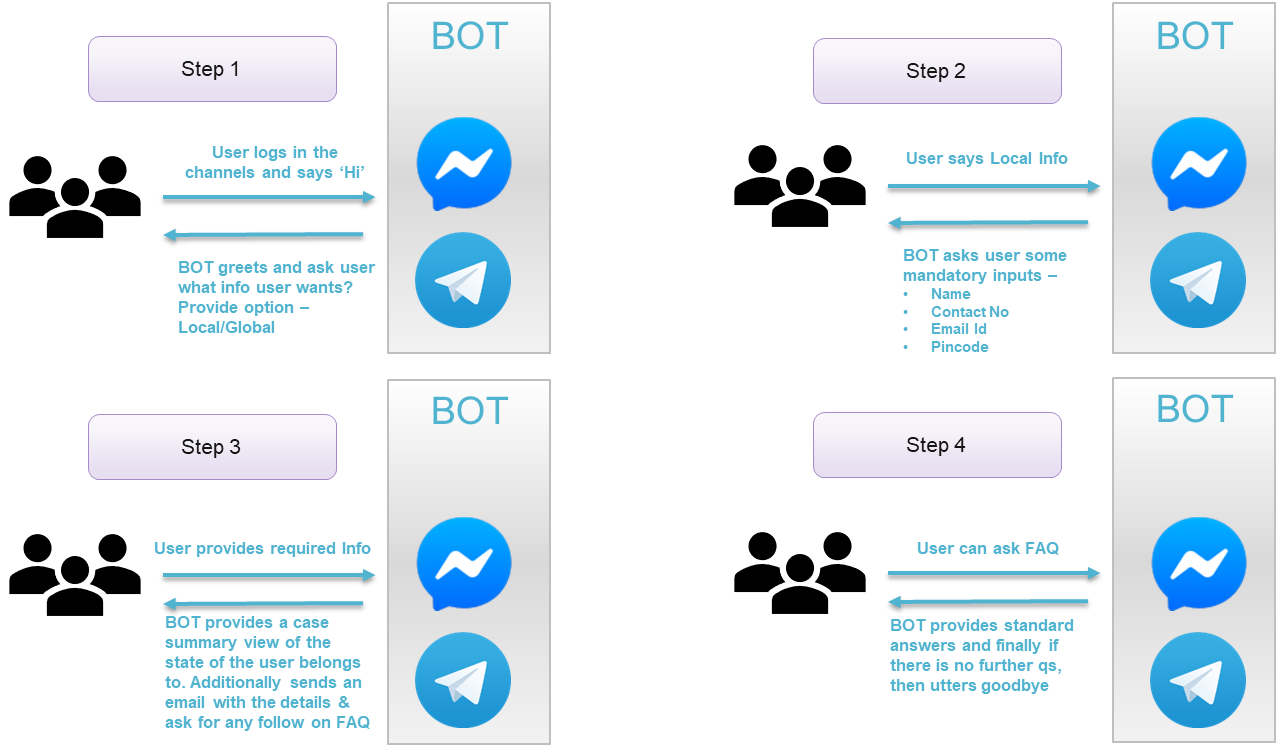 BOT
Step 1
User logs in the
channels and says ‘Hi’
BOT greets and ask user
what info user wants?
Provide option –
Local/Global
BOT
Step 2
User says Local Info
BOT asks user some
mandatory inputs –
• Name
• Contact No
• Email Id
• Pincode
BOT
Step 3
User provides required Info
BOT provides a case
summary view of the
state of the user belongs
to. Additionally sends an
email with the details &
ask for any follow on FAQ
BOT
Step 4
User can ask FAQ
BOT provides standard
answers and finally if
there is no further qs,
then utters goodbye